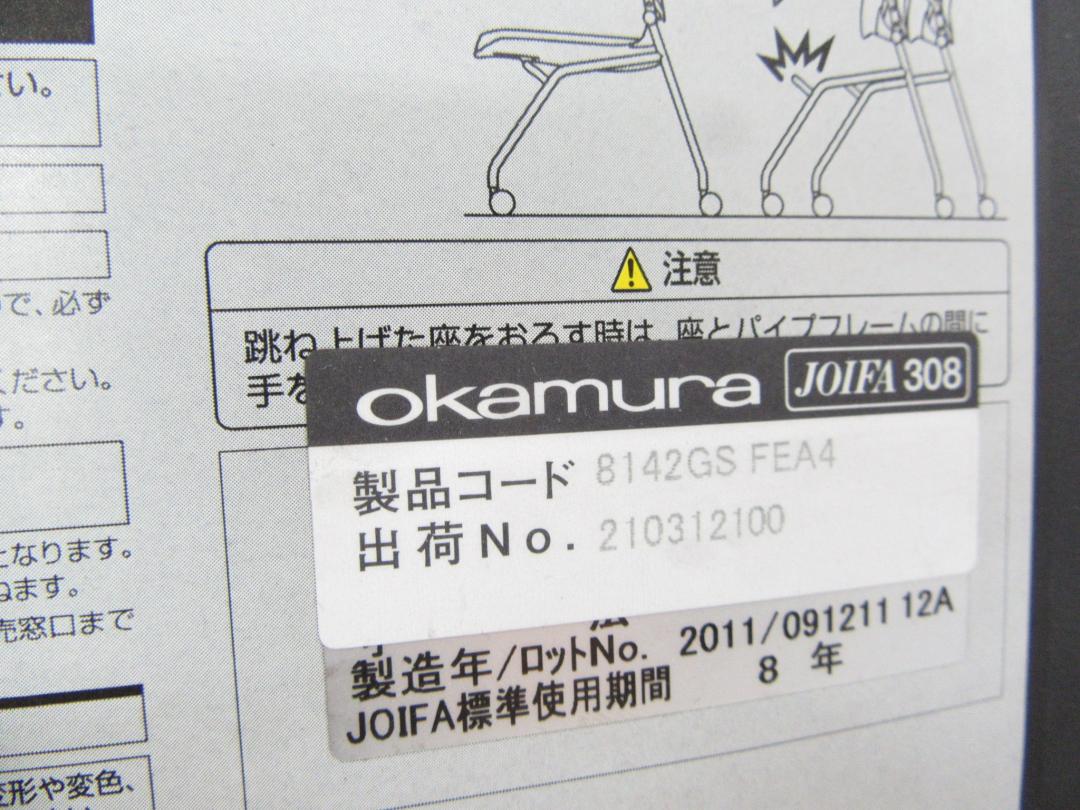 さい。
で、必ず
ください。
す。
となります。
ねます。
売窓口まで
変形や変色、
注意
跳ね上げた座をおろす時は、座とパイプフレームの間に
手を
okamura JOIFA 308
製品コード 8142GS FEA4
出荷No. 210312100
製造年/ロットNo. 2011/091211 12A
JOIFA標準使用期間 8 年